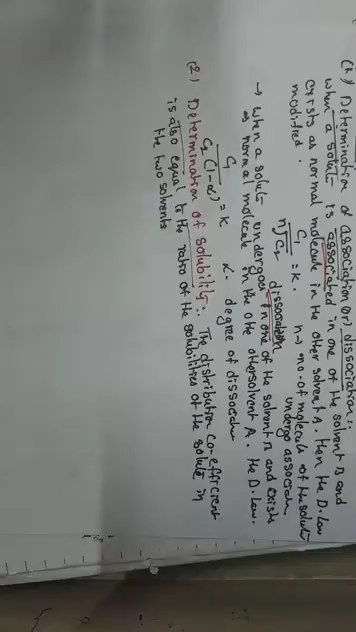 (1) Determination of association (or) dissociation :-
when a solute is associated in one of the solvent B and
exists as normal molecule in the other solvent A. then the D. law
modified.
C1 / n√C2 = K. n → no. of molecule of the solute
undergo association
→ when a solute undergoes dissociation in one of the solvent B and exists
as normal molecule in the othe othersolvent A. the D. law.
C1 / C2 (1-α) = K α - degree of dissociation
(2) Determination of solubility :- The distribution co-efficient
is also equal to the ratio of the solubilities of the solute in
the two solvents